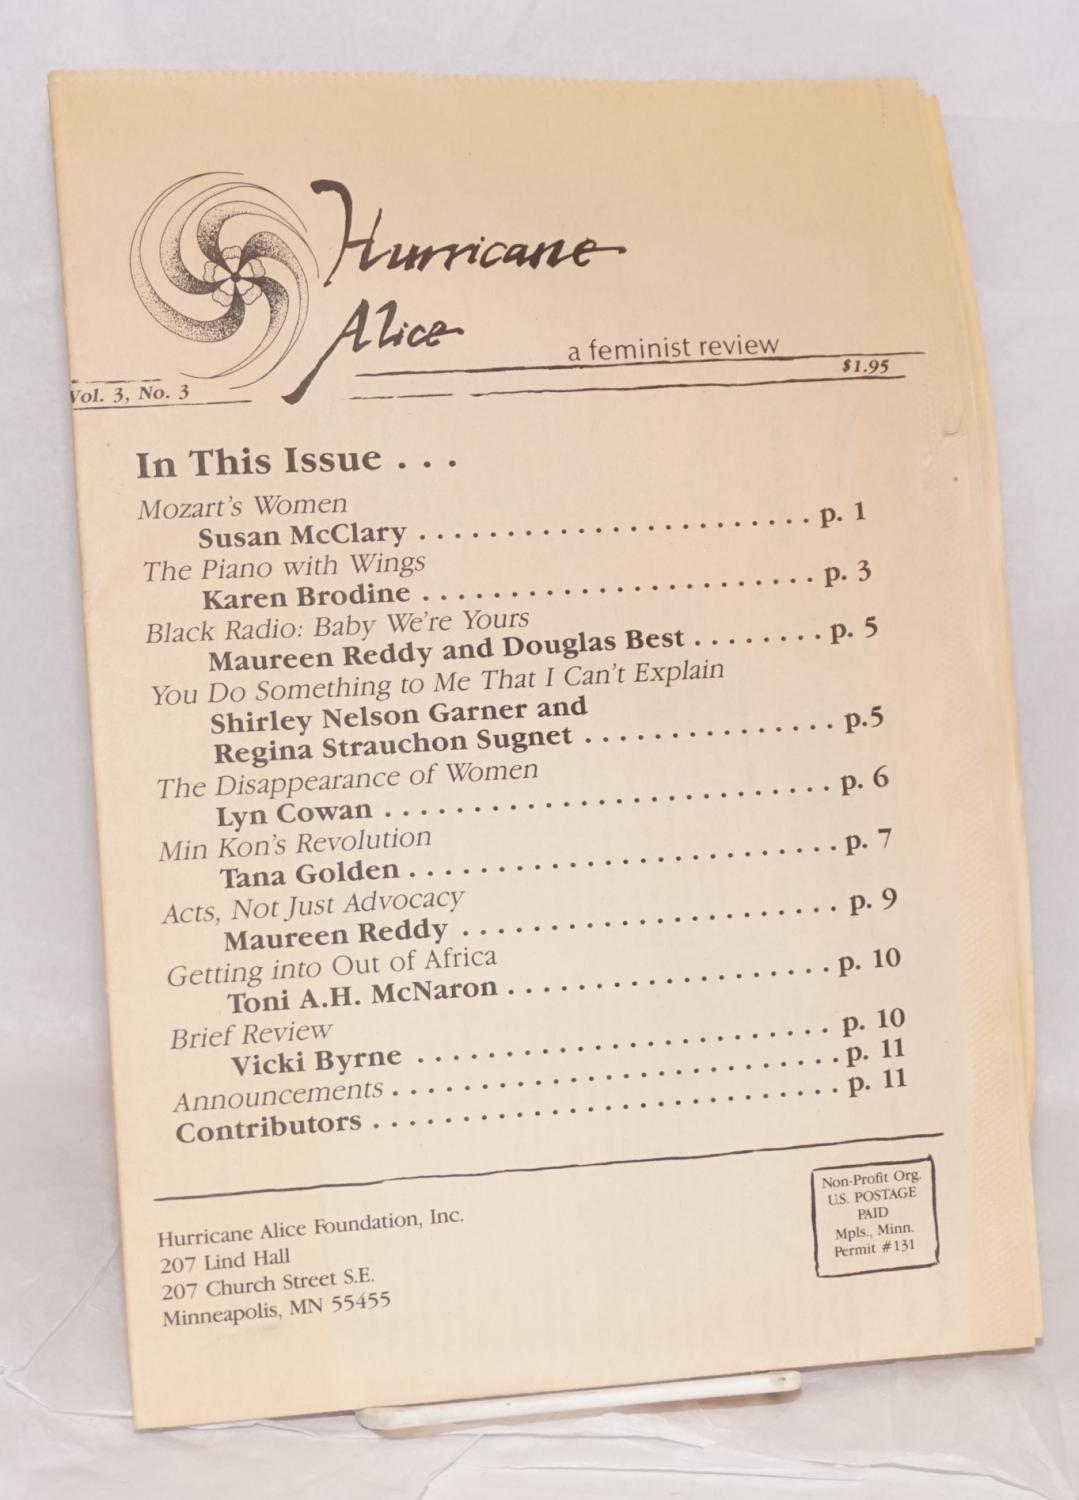 Hurricane
Alice
a feminist review
$1.95
Vol. 3, No. 3
In This Issue . . .
Mozart's Women
Susan McClary . . . . . . . . . . . . . . . . . . . . . . . p. 1
The Piano with Wings
Karen Brodine . . . . . . . . . . . . . . . . . . . . . . . p. 3
Black Radio: Baby We're Yours
Maureen Reddy and Douglas Best . . . . . . . . p. 5
You Do Something to Me That I Can't Explain
Shirley Nelson Garner and
Regina Strauchon Sugnet . . . . . . . . . . . . . . . p.5
The Disappearance of Women
Lyn Cowan . . . . . . . . . . . . . . . . . . . . . . . . . . p. 6
Min Kon's Revolution
Tana Golden . . . . . . . . . . . . . . . . . . . . . . . . . p. 7
Acts, Not Just Advocacy
Maureen Reddy . . . . . . . . . . . . . . . . . . . . . . p. 9
Getting into Out of Africa
Toni A.H. McNaron . . . . . . . . . . . . . . . . . . . p. 10
Brief Review
Vicki Byrne . . . . . . . . . . . . . . . . . . . . . . . . p. 10
Announcements . . . . . . . . . . . . . . . . . . . . . . . . . . p. 11
Contributors . . . . . . . . . . . . . . . . . . . . . . . . . . . p. 11
Hurricane Alice Foundation, Inc.
207 Lind Hall
207 Church Street S.E.
Minneapolis, MN 55455
Non-Profit Org.
U.S. POSTAGE
PAID
Mpls., Minn.
Permit #131